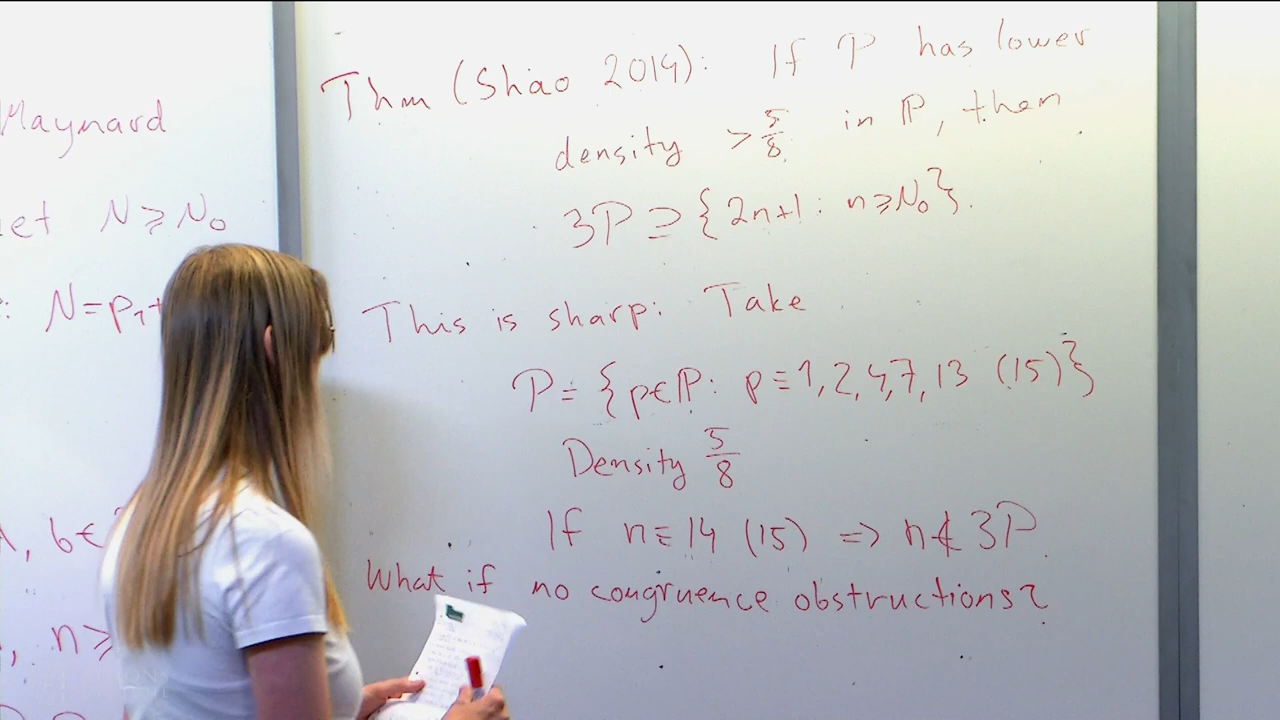 Maynard
et N ⩾ N₀
: N = p₁ +
, b ∈
, n ⩾
Thm (Shao 2014): If 𝒫 has lower
density > 5/8 in ℙ, then
3𝒫 ⊇ {2n+1: n ⩾ N₀}.
This is sharp: Take
𝒫 = {p ∈ ℙ: p ≡ 1, 2, 4, 7, 13 (15)}
Density 5/8
If n ≡ 14 (15) => n ∉ 3𝒫
What if no congruence obstructions?